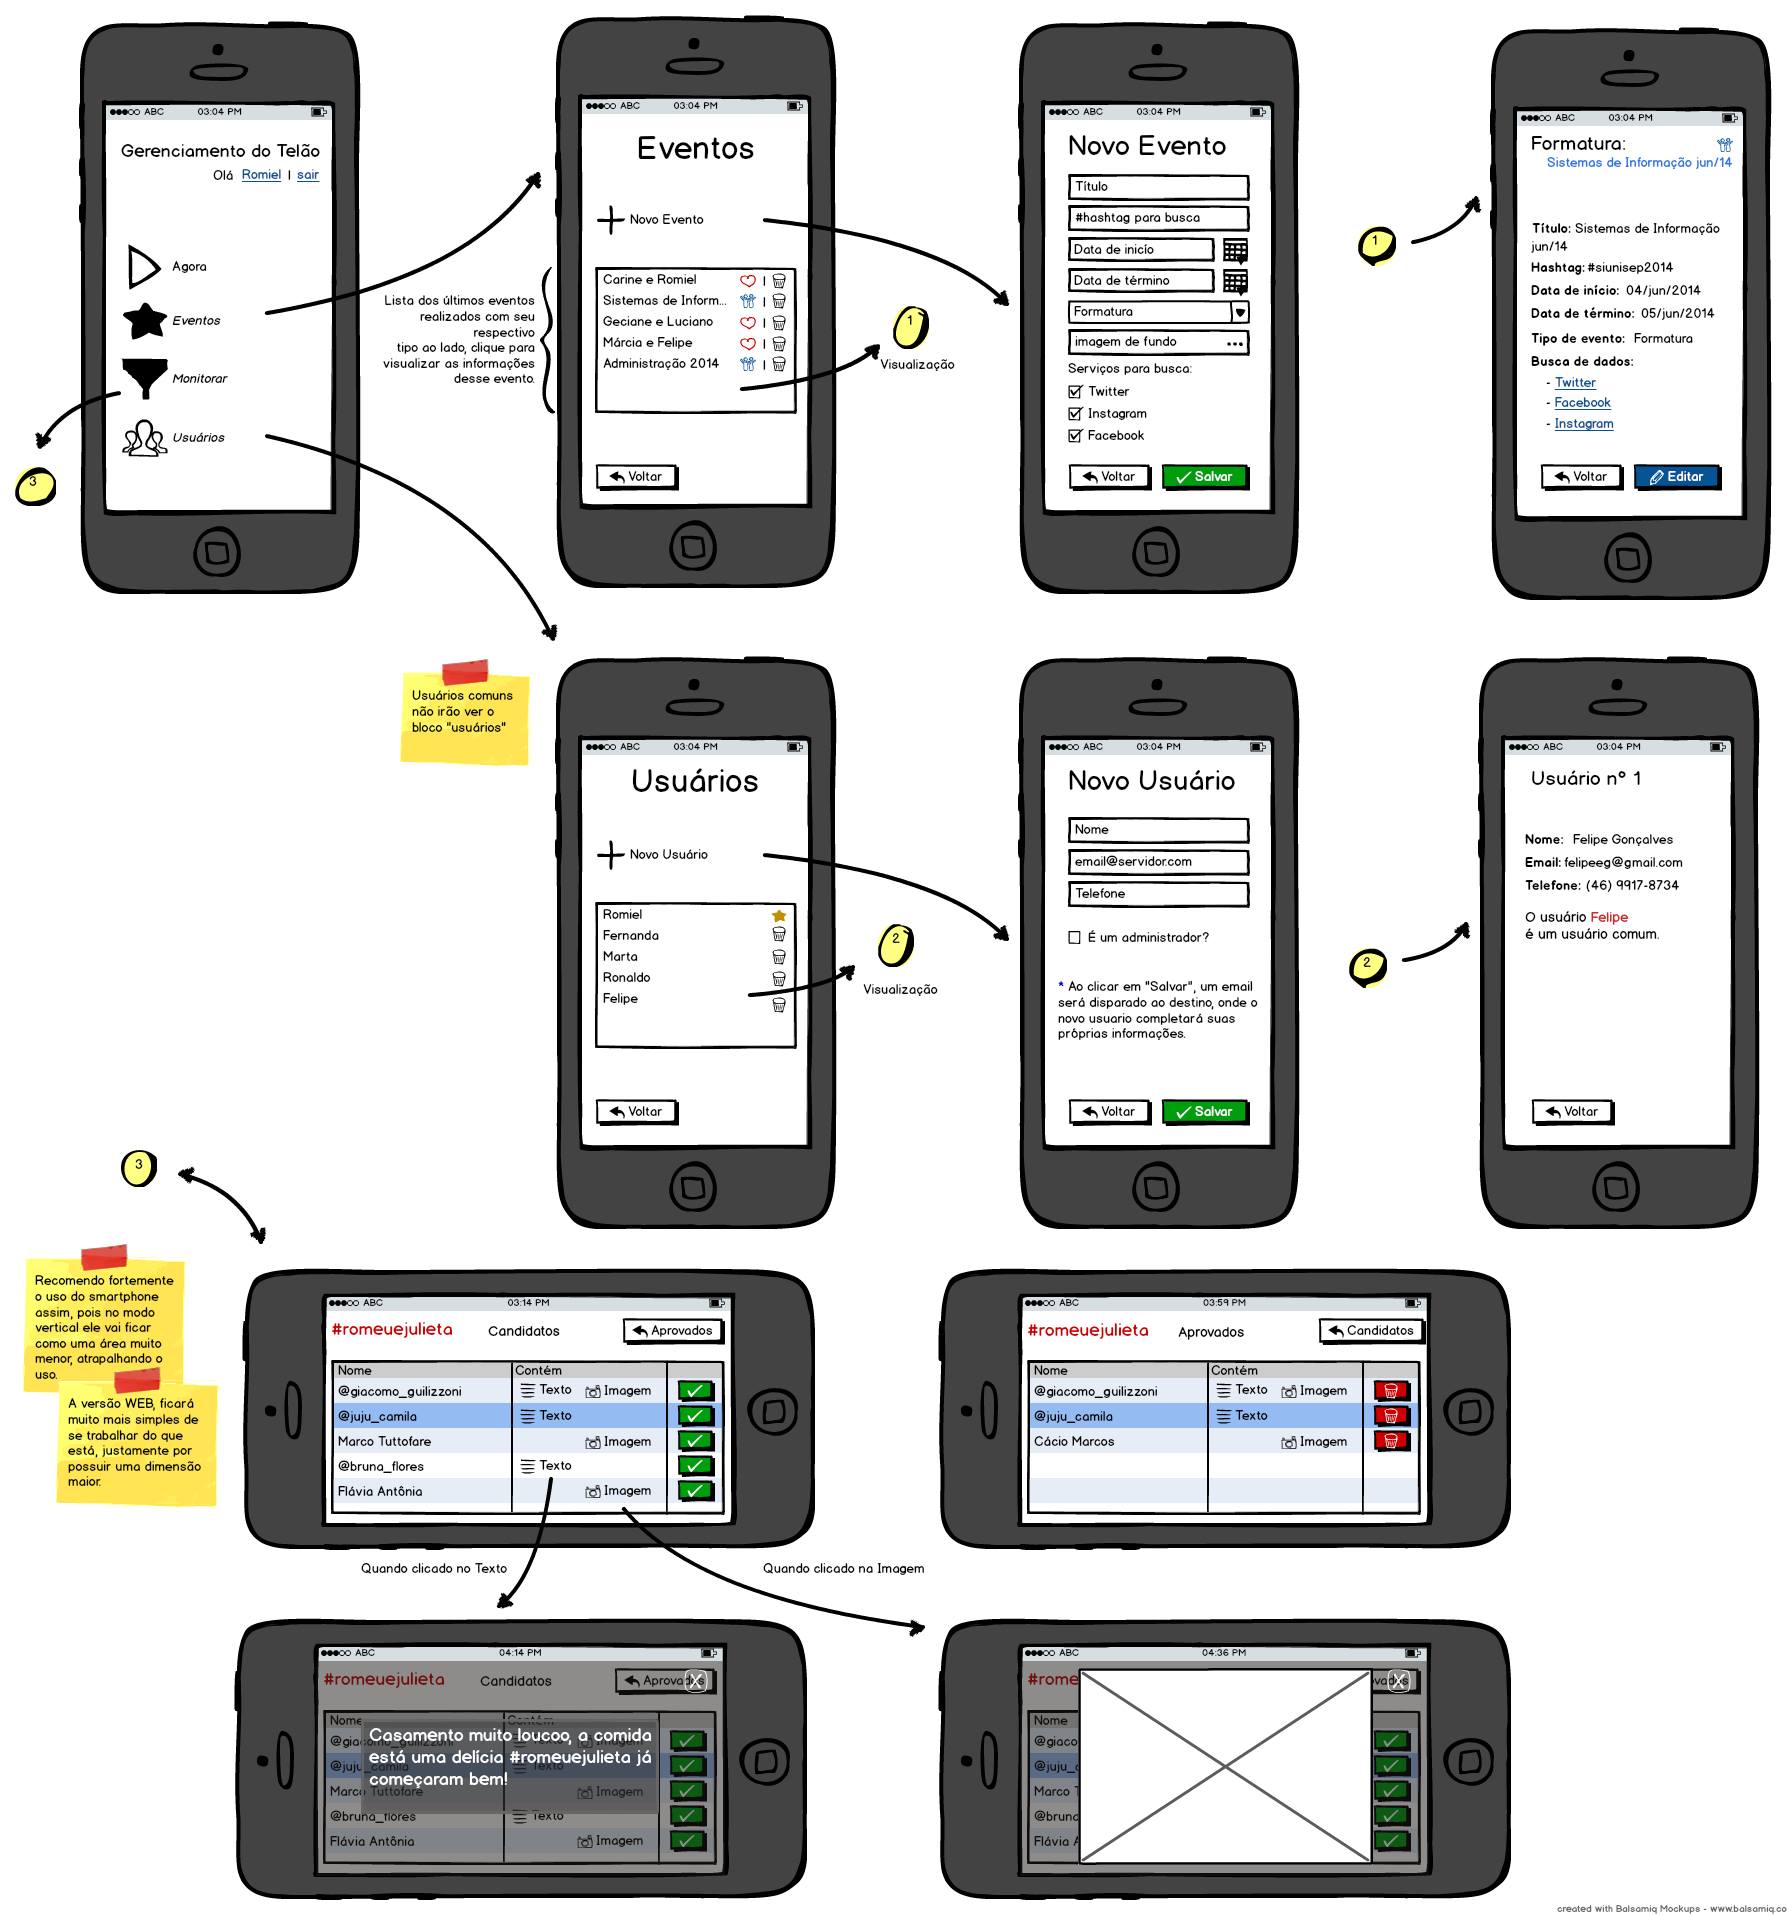 ABC 03:04 PM
Gerenciamento do Telão
Olá Romiel | sair
Agora
Eventos
Monitorar
Usuários
3
ABC 03:04 PM
Eventos
Novo Evento
Lista dos últimos eventos
realizados com seu
respectivo
tipo ao lado, clique para
visualizar as informações
desse evento.
Carine e Romiel |
Sistemas de Inform... |
Geciane e Luciano |
Márcia e Felipe |
Administração 2014 |
Voltar
1
Visualização
ABC 03:04 PM
Novo Evento
Título
#hashtag para busca
Data de inicío
Data de término
Formatura
imagem de fundo ...
Serviços para busca:
Twitter
Instagram
Facebook
Voltar Salvar
1
ABC 03:04 PM
Formatura:
Sistemas de Informação jun/14
Título: Sistemas de Informação
jun/14
Hashtag: #siunisep2014
Data de início: 04/jun/2014
Data de término: 05/jun/2014
Tipo de evento: Formatura
Busca de dados:
- Twitter
- Facebook
- Instagram
Voltar Editar
Usuários comuns
não irão ver o
bloco "usuários"
ABC 03:04 PM
Usuários
Novo Usuário
Romiel
Fernanda
Marta
Ronaldo
Felipe
Voltar
2
Visualização
ABC 03:04 PM
Novo Usuário
Nome
email@servidor.com
Telefone
É um administrador?
* Ao clicar em "Salvar", um email
será disparado ao destino, onde o
novo usuario completará suas
próprias informações.
Voltar Salvar
2
ABC 03:04 PM
Usuário nº 1
Nome: Felipe Gonçalves
Email: felipeeg@gmail.com
Telefone: (46) 9917-8734
O usuário Felipe
é um usuário comum.
Voltar
3
Recomendo fortemente
o uso do smartphone
assim, pois no modo
vertical ele vai ficar
como uma área muito
menor, atrapalhando o
uso.
A versão WEB, ficará
muito mais simples de
se trabalhar do que
está, justamente por
possuir uma dimensão
maior.
ABC 03:14 PM
#romeuejulieta Candidatos Aprovados
Nome Contém
@giacomo_guilizzoni Texto Imagem
@juju_camila Texto
Marco Tuttofare Imagem
@bruna_flores Texto
Flávia Antônia Imagem
ABC 03:59 PM
#romeuejulieta Aprovados Candidatos
Nome Contém
@giacomo_guilizzoni Texto Imagem
@juju_camila Texto
Cácio Marcos Imagem
Quando clicado no Texto
Quando clicado na Imagem
ABC 04:14 PM
#romeuejulieta Candidatos Aprovados X
Nome Contém
@giacomo_guilizzoni Texto Imagem
@juju_camila Texto
Marco Tuttofare Imagem
@bruna_flores Texto
Flávia Antônia Imagem
Casamento muito loucoo, a comida
está uma delícia #romeuejulieta já
começaram bem!
ABC 04:36 PM
#rome vados X
Nome
@giaco
@juju_c
Marco T
@bruna
Flávia A
created with Balsamiq Mockups - www.balsamiq.co